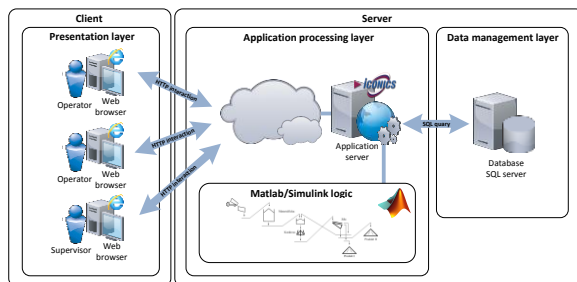 Client
Server
Presentation layer
Application processing layer
Data management layer
Operator
Web
browser
HTTP interaction
ICONICS
Application
server
SQL query
Database
SQL server
Operator
Web
browser
HTTP interaction
Supervisor
Web
browser
HTTP interaction
Matlab/Simulink logic